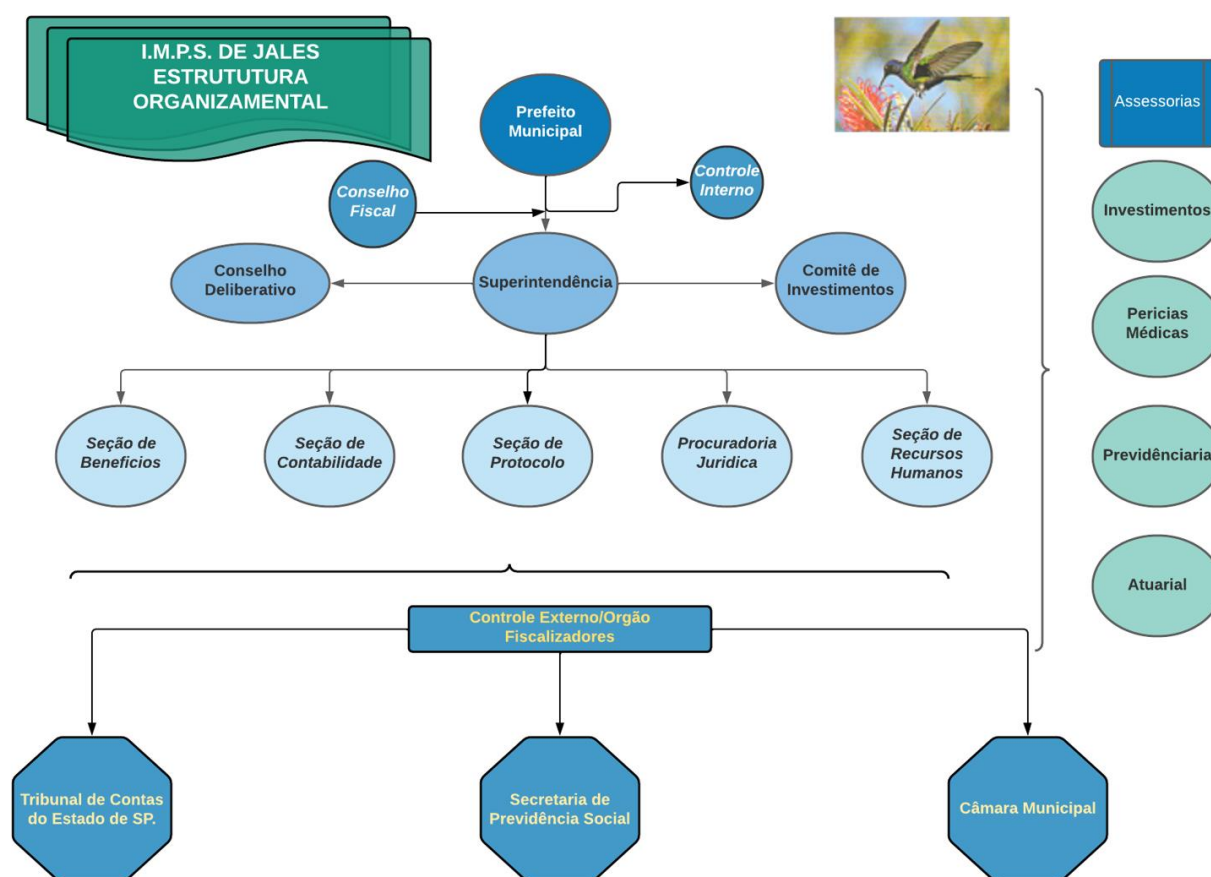 I.M.P.S. DE JALES
ESTRUTUTURA
ORGANIZAMENTAL
Prefeito
Municipal
Conselho
Fiscal
Controle
Interno
Conselho
Deliberativo
Superintendência
Comitê de
Investimentos
Seção de
Beneficios
Seção de
Contabilidade
Seção de
Protocolo
Procuradoria
Juridica
Seção de
Recursos
Humanos
Controle Externo/Orgão
Fiscalizadores
Tribunal de Contas
do Estado de SP.
Secretaria de
Previdência Social
Câmara Municipal
Assessorias
Investimentos
Pericias
Médicas
Previdênciaria
Atuarial